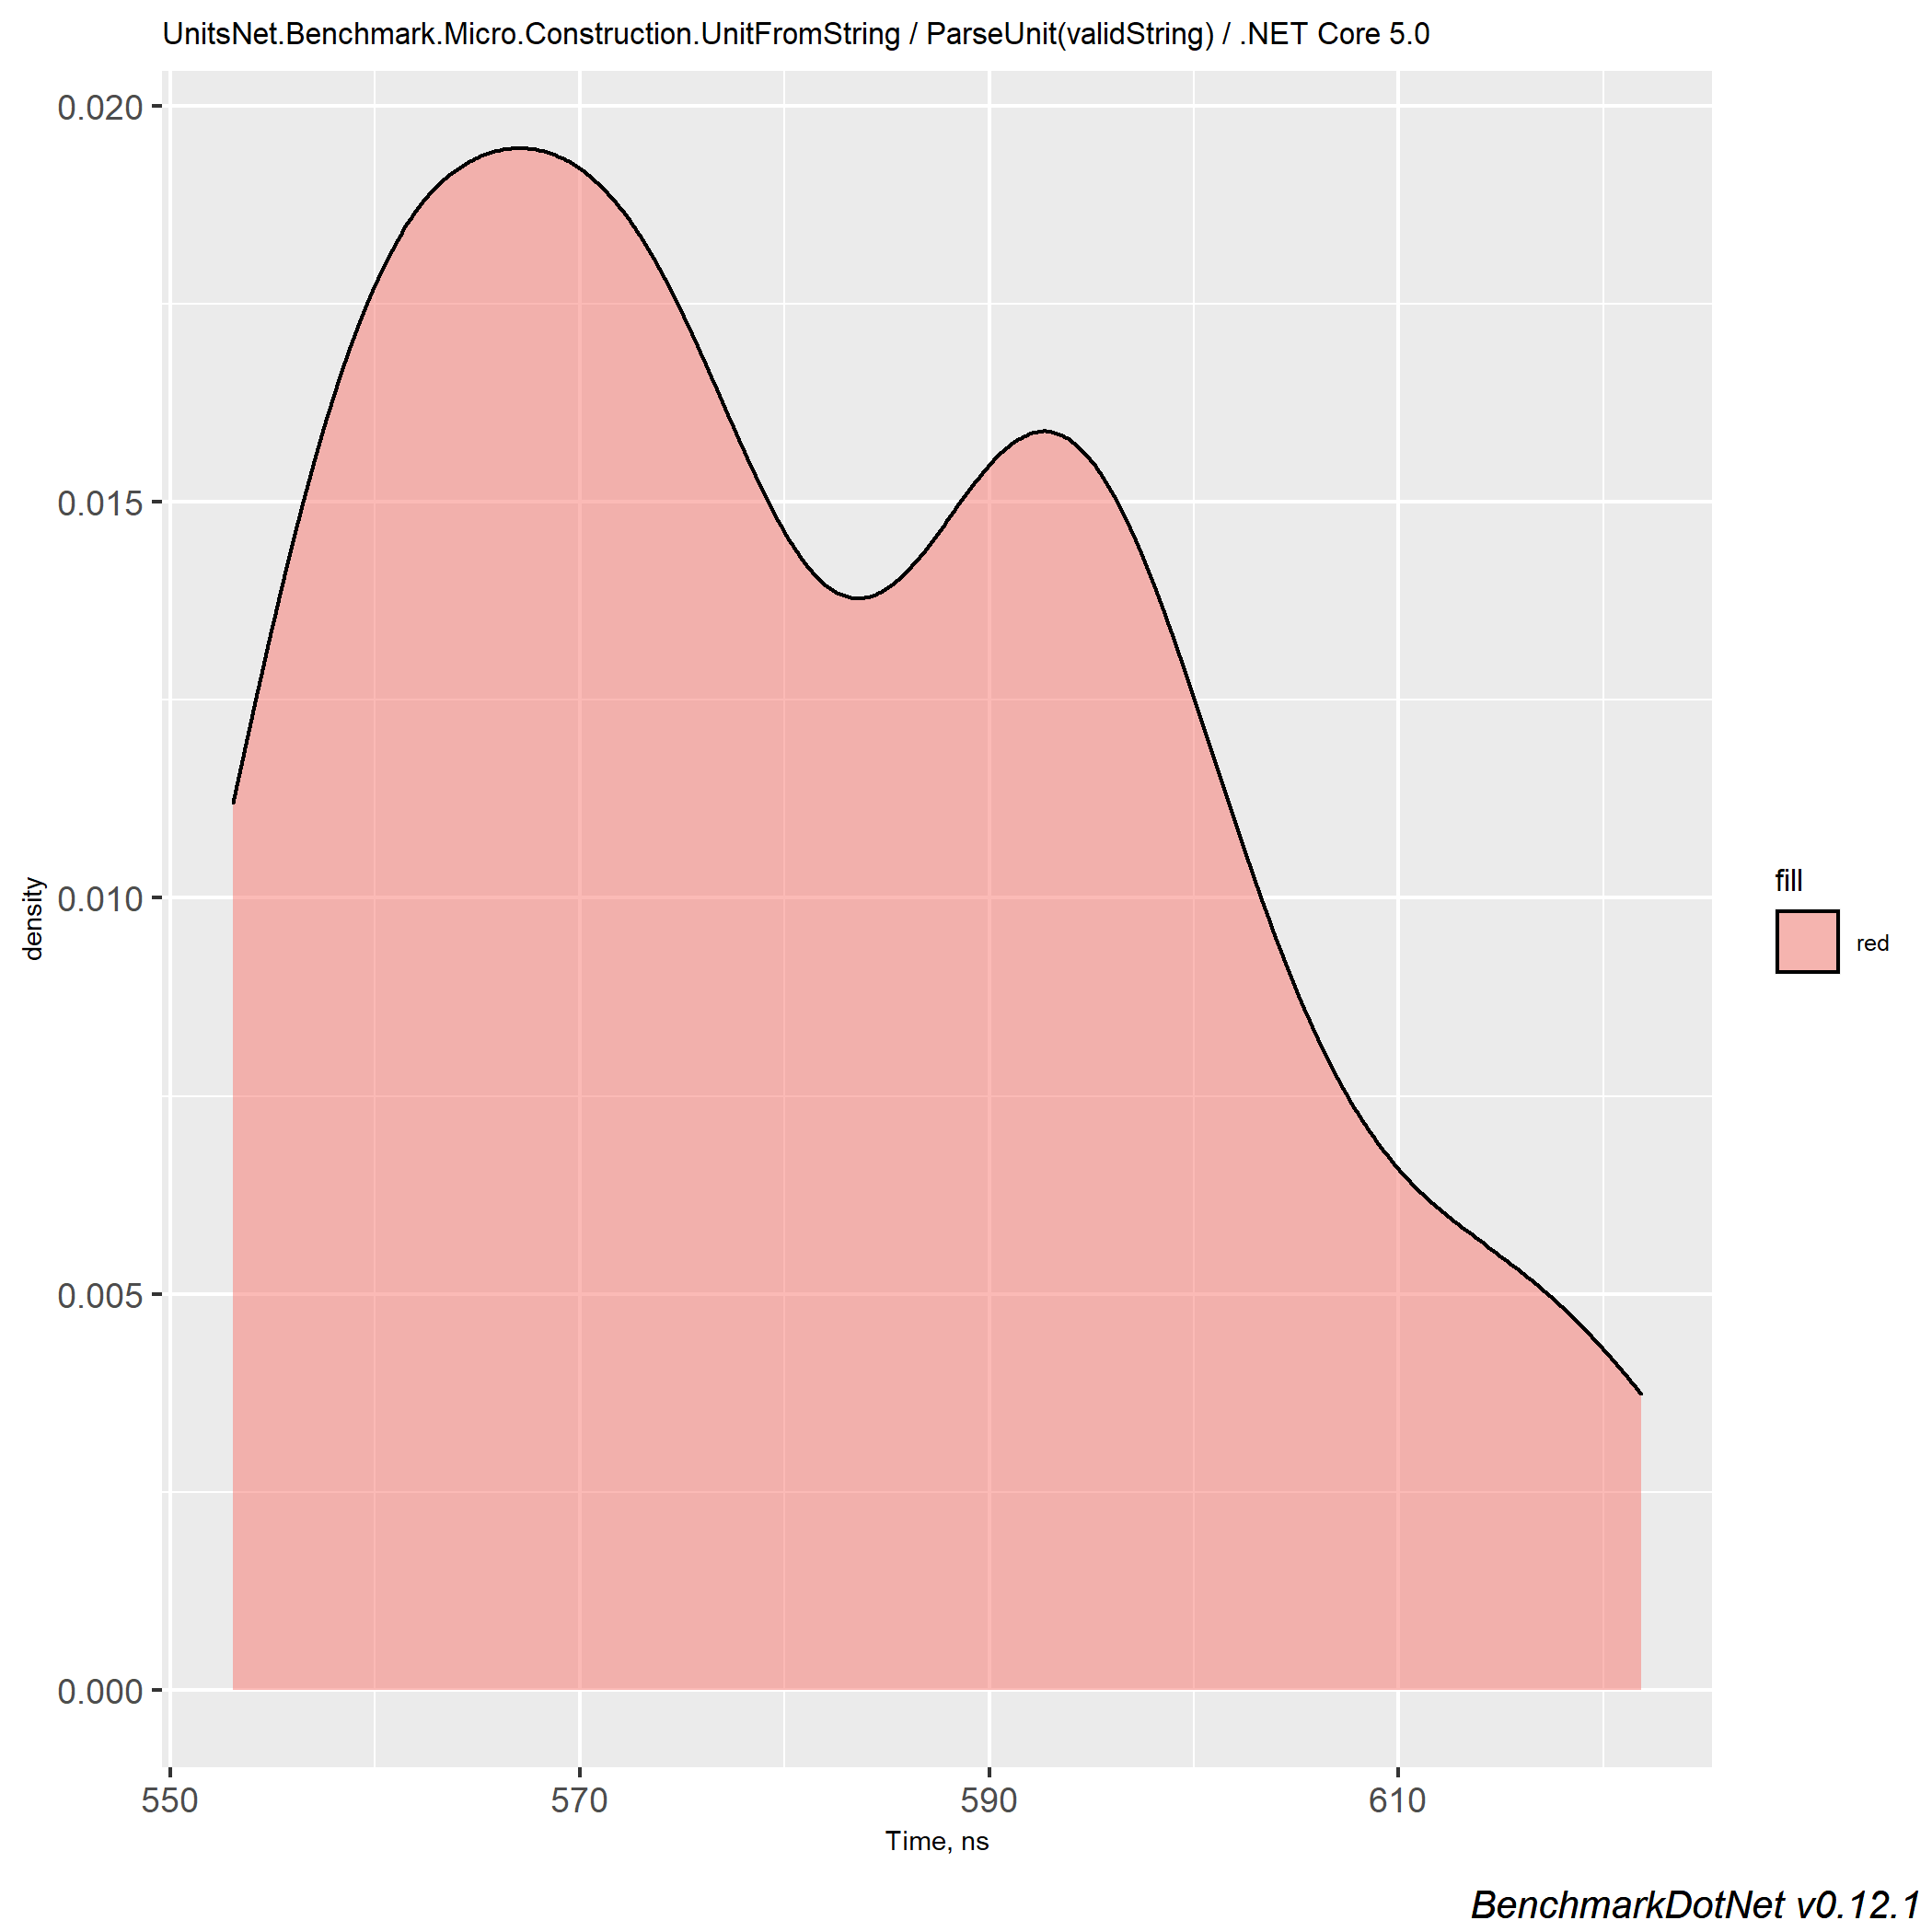 UnitsNet.Benchmark.Micro.Construction.UnitFromString / ParseUnit(validString) / .NET Core 5.0
0.020
0.015
0.010
0.005
0.000
density
550 570 590 610
Time, ns
fill
red
BenchmarkDotNet v0.12.1